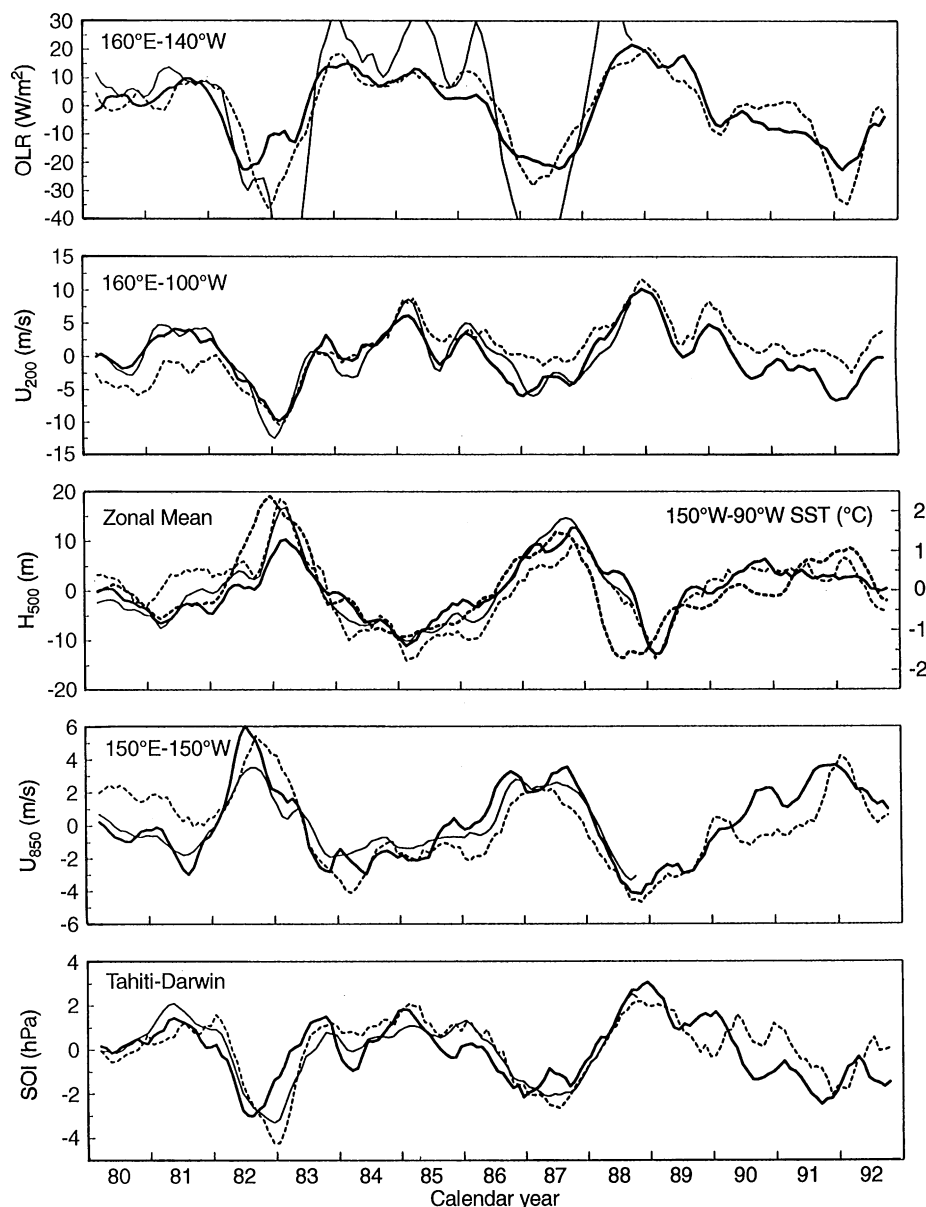 30
20
10
0
-10
-20
-30
-40
OLR (W/m²)
160°E-140°W
15
10
5
0
-5
-10
-15
U₂₀₀ (m/s)
160°E-100°W
20
10
0
-10
-20
H₅₀₀ (m)
Zonal Mean
150°W-90°W SST (°C)
2
1
0
-1
-2
6
4
2
0
-2
-4
-6
U₈₅₀ (m/s)
150°E-150°W
4
2
0
-2
-4
SOI (hPa)
Tahiti-Darwin
80 81 82 83 84 85 86 87 88 89 90 91 92
Calendar year